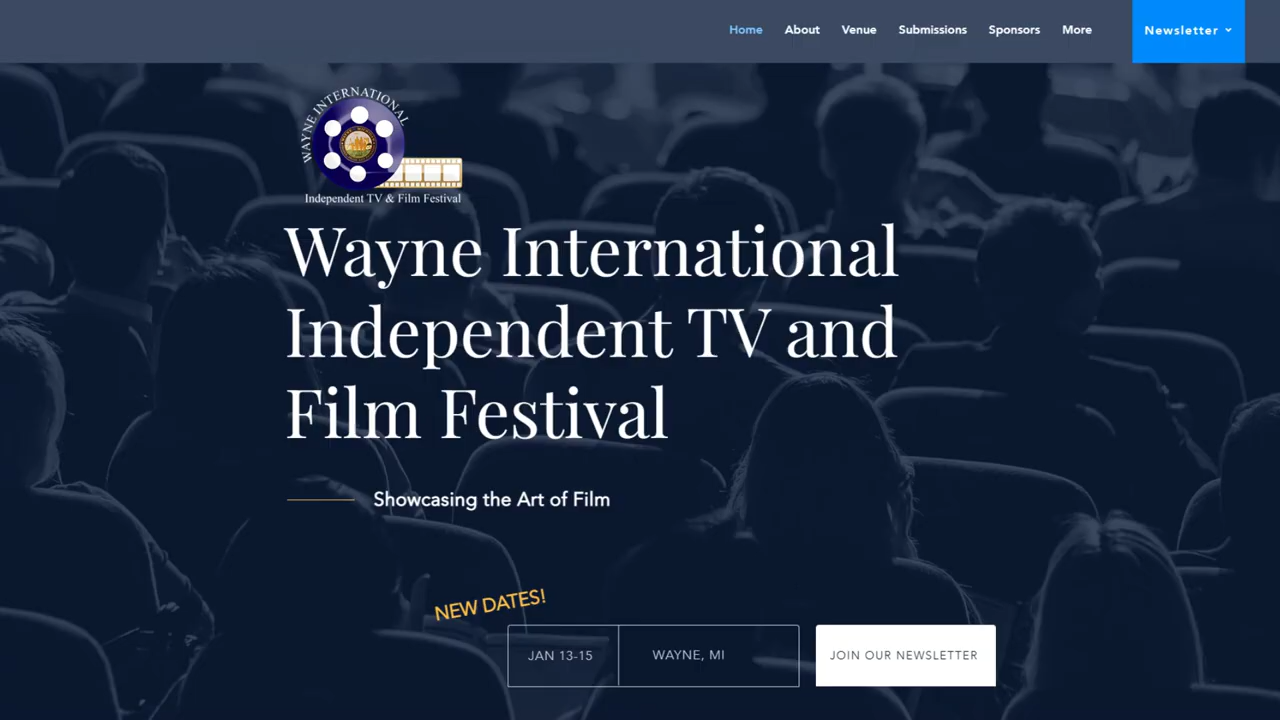 Home About Venue Submissions Sponsors More Newsletter
WAYNE INTERNATIONAL
Independent TV & Film Festival
Wayne International
Independent TV and
Film Festival
Showcasing the Art of Film
NEW DATES!
JAN 13-15 WAYNE, MI JOIN OUR NEWSLETTER